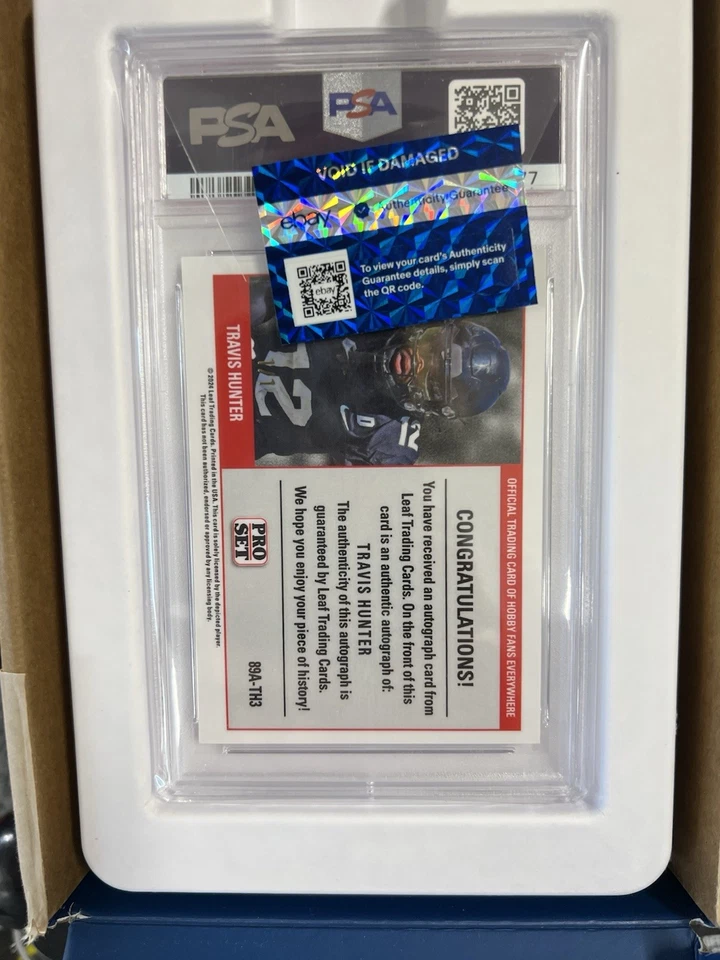 PSA
PSA
VOID IF DAMAGED
ebay
Authenticity Guarantee
77
To view your card's Authenticity
Guarantee details, simply scan
the QR code.
ebay
OFFICIAL TRADING CARD OF HOBBY FANS EVERYWHERE
12
12
D
TRAVIS HUNTER
CONGRATULATIONS!
You have received an autograph card from
Leaf Trading Cards. On the front of this
card is an authentic autograph of:
TRAVIS HUNTER
The authenticity of this autograph is
guaranteed by Leaf Trading Cards.
We hope you enjoy your piece of history!
PRO
SET
89A-TH3
© 2024 Leaf Trading Cards. Printed in the USA. This card is solely licensed by the depicted player.
This card has not been authorized, endorsed or approved by any licensing body.